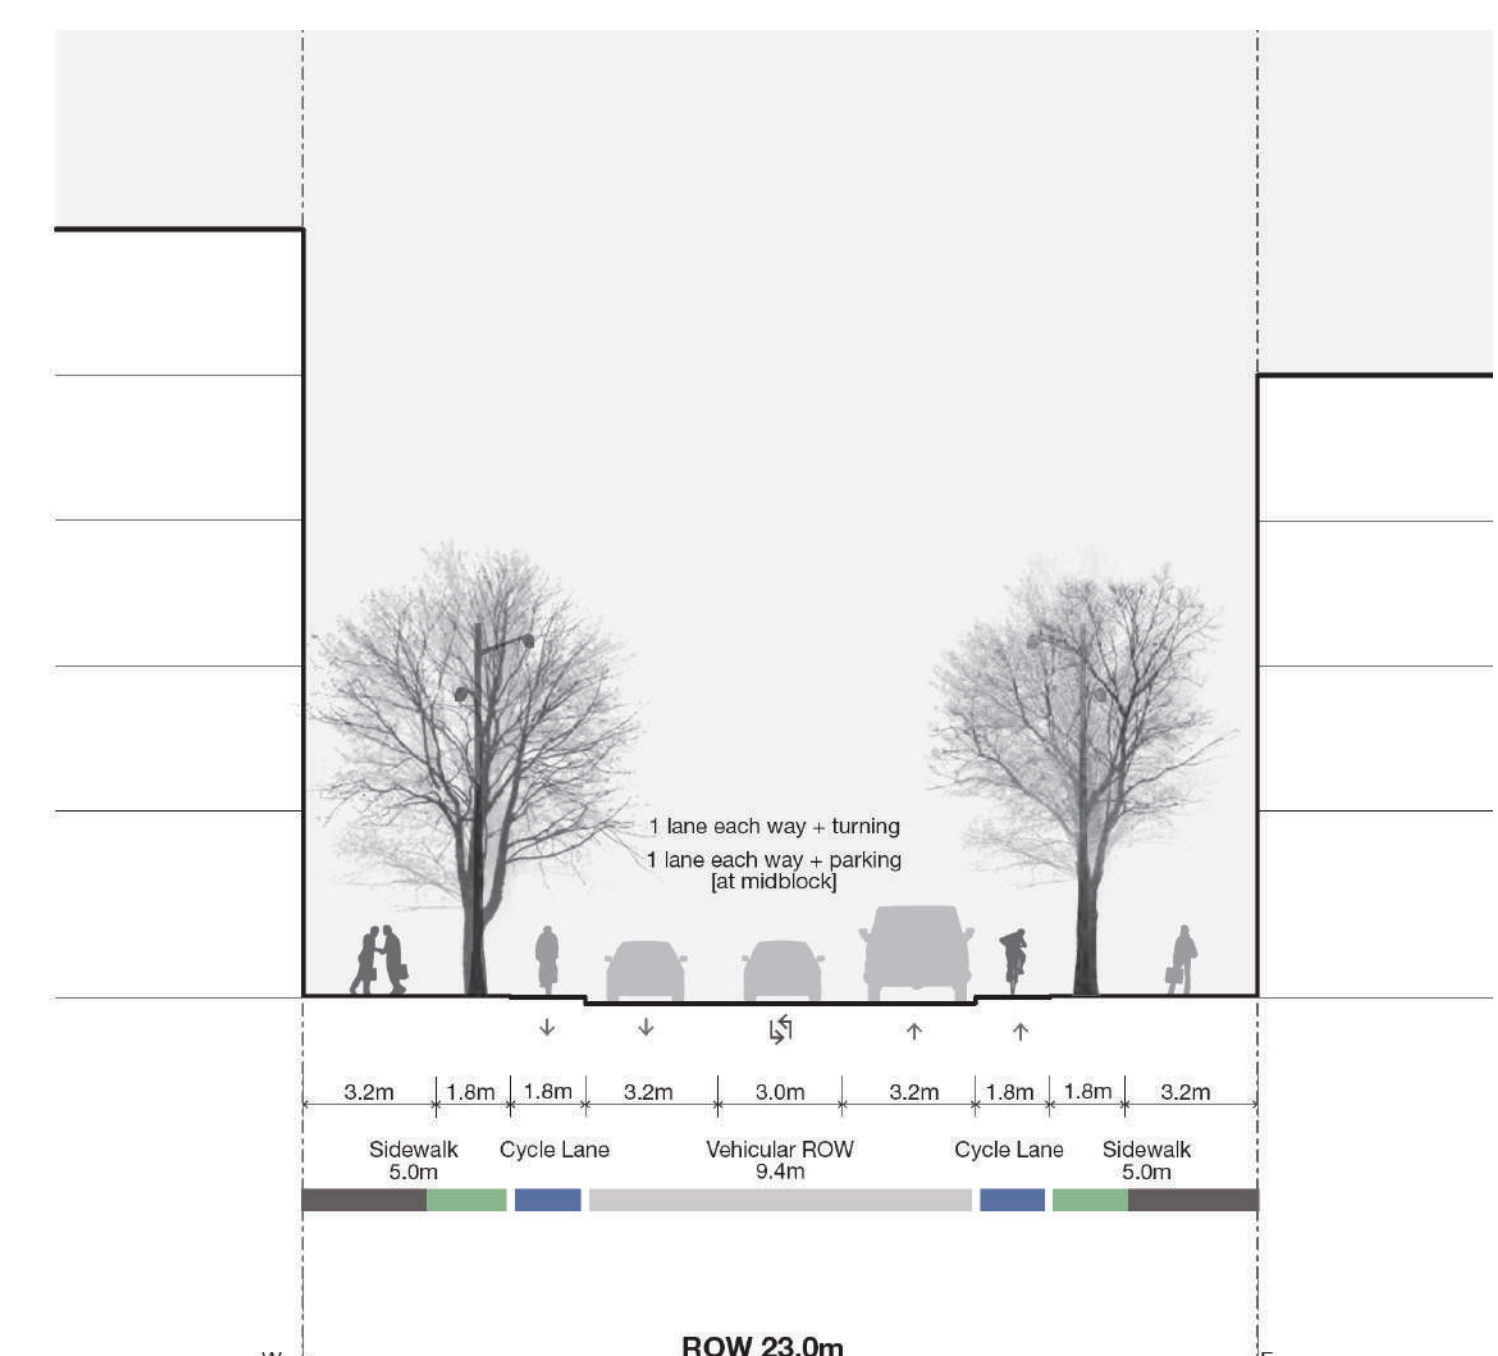 1 lane each way + turning
1 lane each way + parking
[at midblock]
3.2m 1.8m 1.8m 3.2m 3.0m 3.2m 1.8m 1.8m 3.2m
Sidewalk Cycle Lane Vehicular ROW Cycle Lane Sidewalk
5.0m 9.4m 5.0m
ROW 23.0m